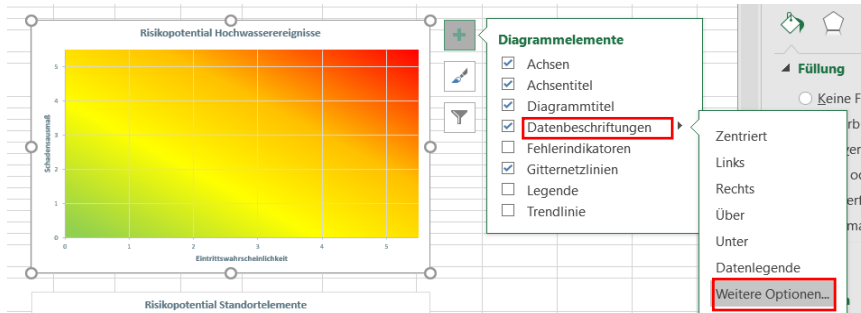 Risikopotential Hochwasserereignisse
5
4
3
2
1
0
Schadensausmaß
0 1 2 3 4 5
Eintrittswahrscheinlichkeit
Risikopotential Standortelemente
Diagrammelemente
Achsen
Achsentitel
Diagrammtitel
Datenbeschriftungen
Fehlerindikatoren
Gitternetzlinien
Legende
Trendlinie
Zentriert
Links
Rechts
Über
Unter
Datenlegende
Weitere Optionen...
Füllung
Keine F